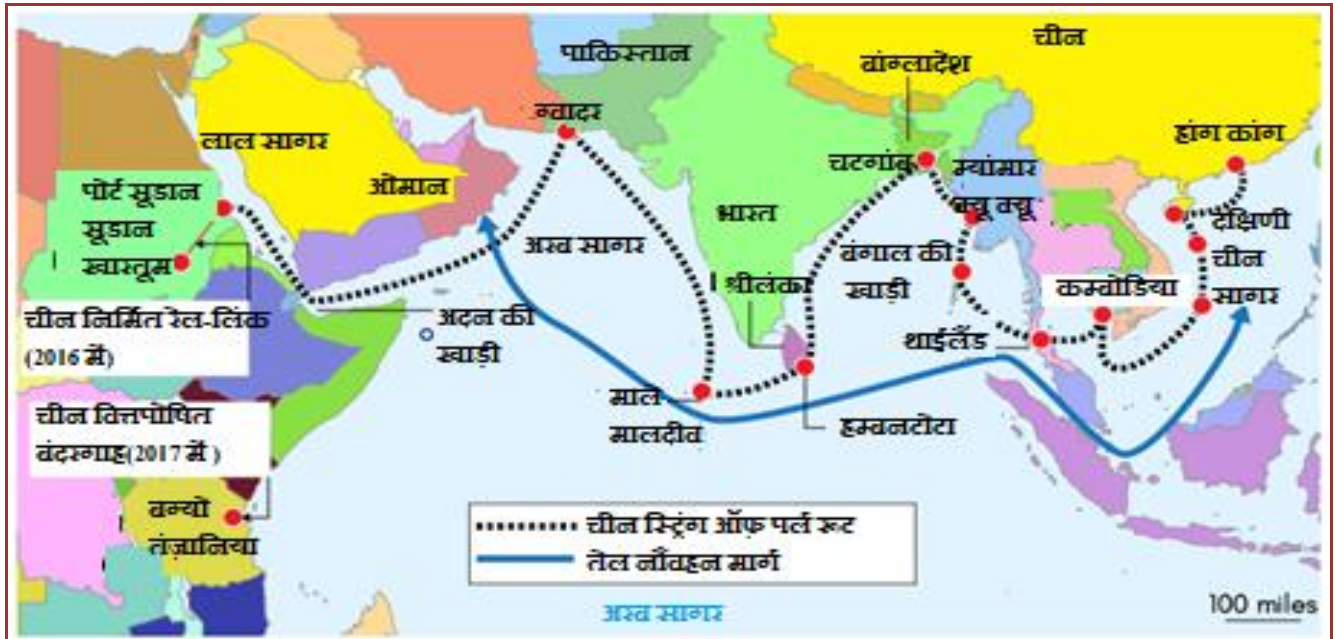 चीन
पाकिस्तान
बांग्लादेश
ग्वादर
हांग कांग
लाल सागर
चटगांव
म्यांमार
ओमान
क्यू क्यू
पोर्ट सूडान
सूडान
खारतूम
भारत
दक्षिणी
चीन
सागर
अरब सागर
बंगाल की
खाड़ी
श्रीलंका
कम्बोडिया
चीन निर्मित रेल-लिंक
(2016 में)
अदन की
खाड़ी
थाईलैंड
माले
मालदीव
हम्बनटोटा
चीन वित्तपोषित
बंदरगाह(2017 में )
बग्यो
तंज़ानिया
चीन स्ट्रिंग ऑफ़ पर्ल रूट
तेल नौंवहन मार्ग
अरब सागर
100 miles